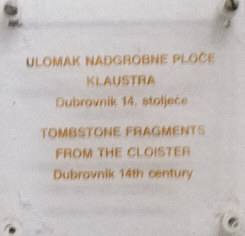 ULOMAK NADGROBNE PLOČE
KLAUSTRA
Dubrovnik 14. stoljeće
TOMBSTONE FRAGMENTS
FROM THE CLOISTER
Dubrovnik 14th century